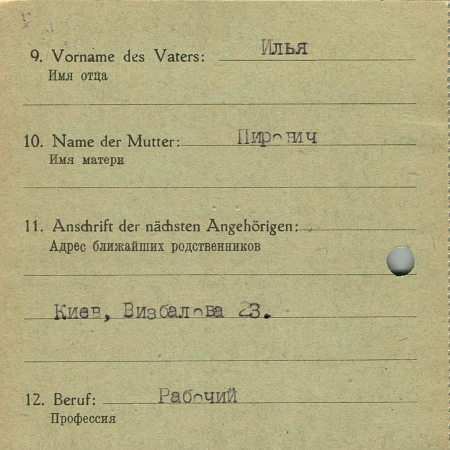 9. Vorname des Vaters: Илья
Имя отца
10. Name der Mutter: Пирович
Имя матери
11. Anschrift der nächsten Angehörigen:
Адрес ближайших родственников
Киев, Визбалова 23.
12. Beruf: Рабочий
Профессия